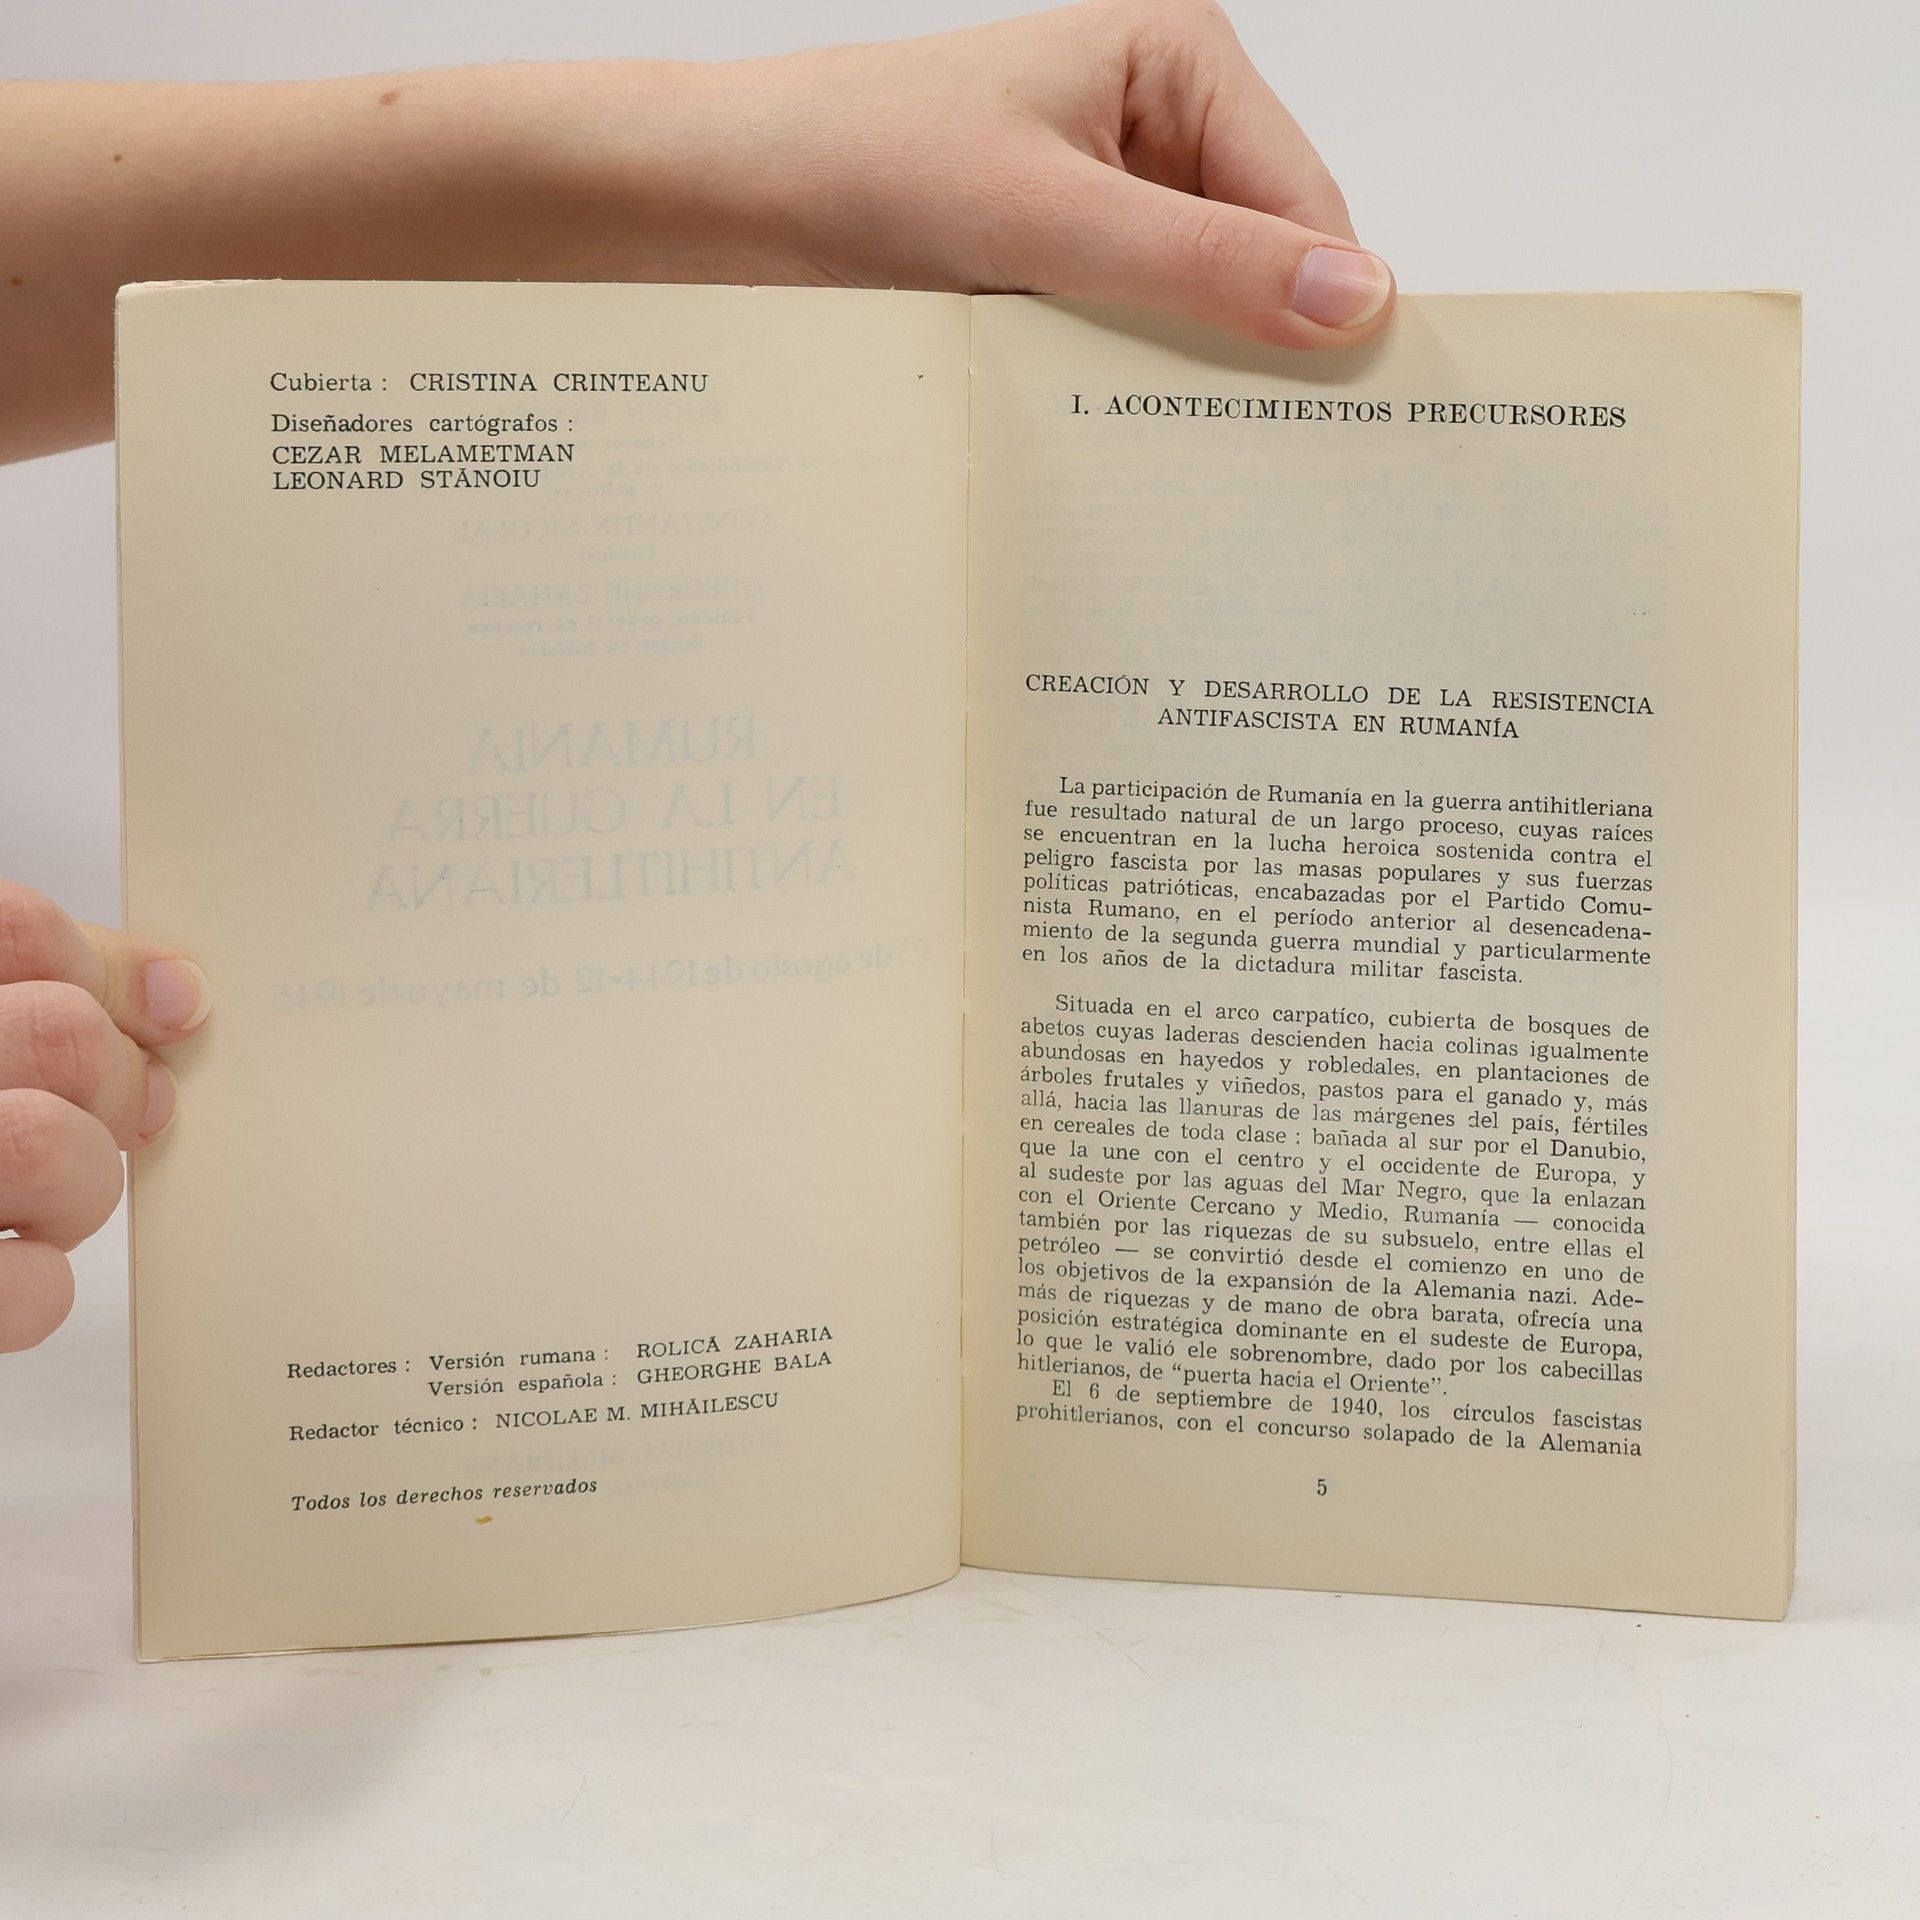 Cubierta : CRISTINA CRINTEANU
Diseñadores cartógrafos :
CEZAR MELAMETMAN
LEONARD STĂNOIU
Redactores : Versión rumana : ROLICĂ ZAHARIA
Versión española : GHEORGHE BALA
Redactor técnico : NICOLAE M. MIHĂILESCU
Todos los derechos reservados
I. ACONTECIMIENTOS PRECURSORES
CREACIÓN Y DESARROLLO DE LA RESISTENCIA
ANTIFASCISTA EN RUMANÍA
La participación de Rumanía en la guerra antihitleriana
fue resultado natural de un largo proceso, cuyas raíces
se encuentran en la lucha heroica sostenida contra el
peligro fascista por las masas populares y sus fuerzas
políticas patrióticas, encabazadas por el Partido Comu-
nista Rumano, en el período anterior al desencadena-
miento de la segunda guerra mundial y particularmente
en los años de la dictadura militar fascista.
Situada en el arco carpatíco, cubierta de bosques de
abetos cuyas laderas descienden hacia colinas igualmente
abundosas en hayedos y robledales, en plantaciones de
árboles frutales y viñedos, pastos para el ganado y, más
allá, hacia las llanuras de las márgenes del país, fértiles
en cereales de toda clase ; bañada al sur por el Danubio,
que la une con el centro y el occidente de Europa, y
al sudeste por las aguas del Mar Negro, que la enlazan
con el Oriente Cercano y Medio, Rumanía — conocida
también por las riquezas de su subsuelo, entre ellas el
petróleo — se convirtió desde el comienzo en uno de
los objetivos de la expansión de la Alemania nazi. Ade-
más de riquezas y de mano de obra barata, ofrecía una
posición estratégica dominante en el sudeste de Europa,
lo que le valió ele sobrenombre, dado por los cabecillas
hitlerianos, de “puerta hacia el Oriente”.
El 6 de septiembre de 1940, los círculos fascistas
prohitlerianos, con el concurso solapado de la Alemania
5